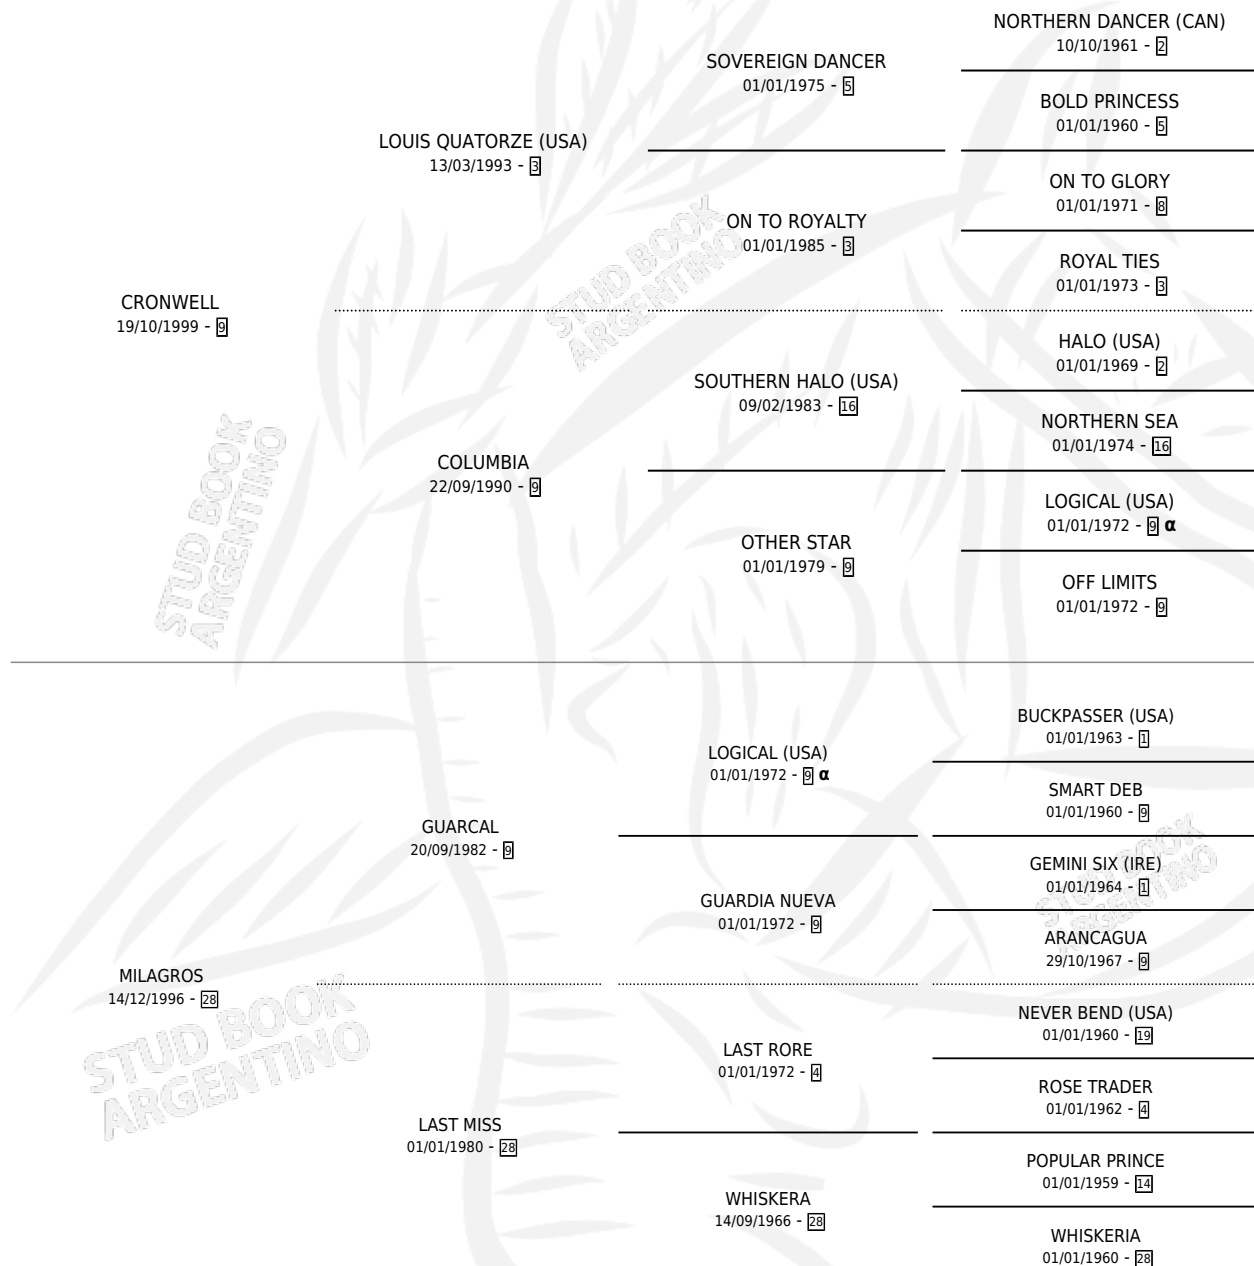 NORTHERN DANCER (CAN)
10/10/1961 - 2
SOVEREIGN DANCER
01/01/1975 - 5
BOLD PRINCESS
01/01/1960 - 5
LOUIS QUATORZE (USA)
13/03/1993 - 3
ON TO GLORY
01/01/1971 - 8
ON TO ROYALTY
01/01/1985 - 3
ROYAL TIES
01/01/1973 - 3
CRONWELL
19/10/1999 - 9
HALO (USA)
01/01/1969 - 2
SOUTHERN HALO (USA)
09/02/1983 - 16
NORTHERN SEA
01/01/1974 - 16
COLUMBIA
22/09/1990 - 9
LOGICAL (USA)
01/01/1972 - 9 α
OTHER STAR
01/01/1979 - 9
OFF LIMITS
01/01/1972 - 9
BUCKPASSER (USA)
01/01/1963 - 1
LOGICAL (USA)
01/01/1972 - 9 α
SMART DEB
01/01/1960 - 9
GUARCAL
20/09/1982 - 9
GEMINI SIX (IRE)
01/01/1964 - 1
GUARDIA NUEVA
01/01/1972 - 9
ARANCAGUA
29/10/1967 - 9
MILAGROS
14/12/1996 - 28
NEVER BEND (USA)
01/01/1960 - 19
LAST RORE
01/01/1972 - 4
ROSE TRADER
01/01/1962 - 4
LAST MISS
01/01/1980 - 28
POPULAR PRINCE
01/01/1959 - 14
WHISKERA
14/09/1966 - 28
WHISKERIA
01/01/1960 - 28
STUD BOOK
ARGENTINO
STUD BOOK
ARGENTINO
STUD BOOK
ARGENTINO
STUD BOOK
ARGENTINO